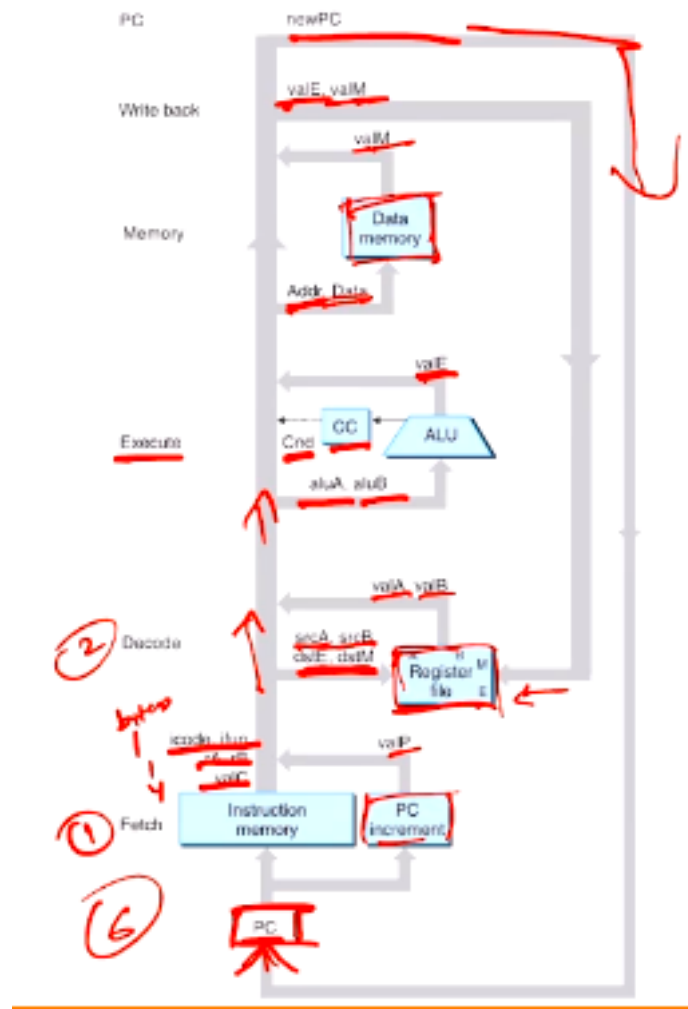 PC newPC
valE, valM
Write back
valM
Data
memory
Memory
Addr, Data
valE
CC
ALU
Execute
Cnd
aluA, aluB
valA, valB
2 Decode
srcA, srcB
dstE, dstM
A B M
Register
file E
bytes
icode, ifun
rA, rB
valC
valP
1 Fetch
Instruction
memory
PC
increment
6
PC